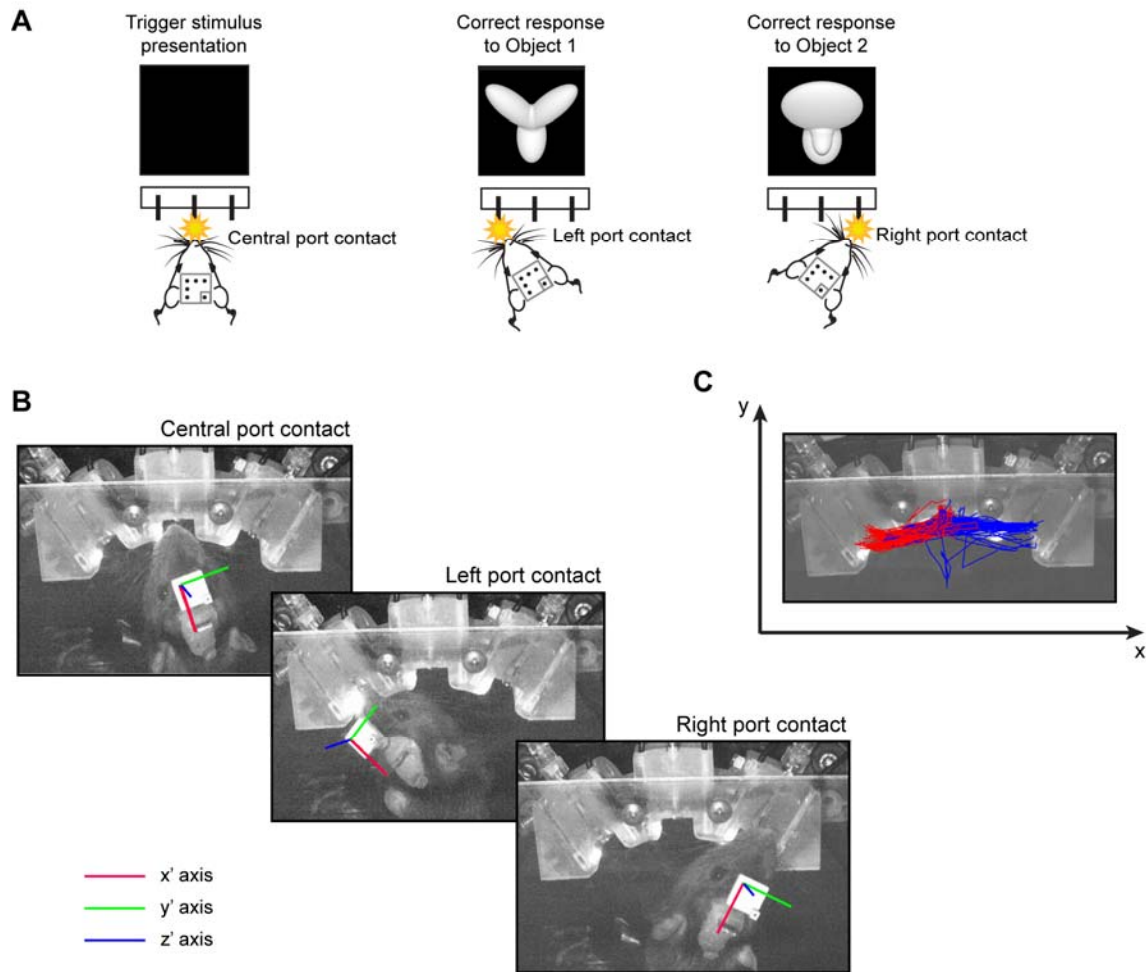 A
Trigger stimulus
presentation
Correct response
to Object 1
Correct response
to Object 2
Central port contact
Left port contact
Right port contact
B
Central port contact
Left port contact
Right port contact
x' axis
y' axis
z' axis
C
y
x